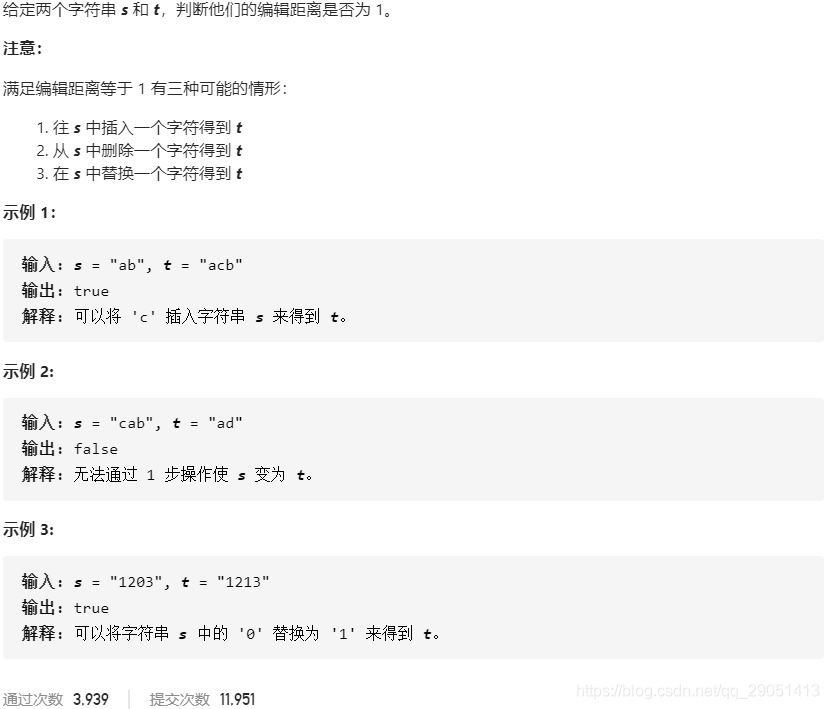 给定两个字符串 s 和 t，判断他们的编辑距离是否为 1。
注意：
满足编辑距离等于 1 有三种可能的情形：
1. 往 s 中插入一个字符得到 t
2. 从 s 中删除一个字符得到 t
3. 在 s 中替换一个字符得到 t
示例 1：
输入: s = "ab", t = "acb"
输出: true
解释: 可以将 'c' 插入字符串 s 来得到 t。
示例 2:
输入: s = "cab", t = "ad"
输出: false
解释: 无法通过 1 步操作使 s 变为 t。
示例 3:
输入: s = "1203", t = "1213"
输出: true
解释: 可以将字符串 s 中的 '0' 替换为 '1' 来得到 t。
通过次数 3,939 | 提交次数 11,951
https://blog.csdn.net/qq_29051413